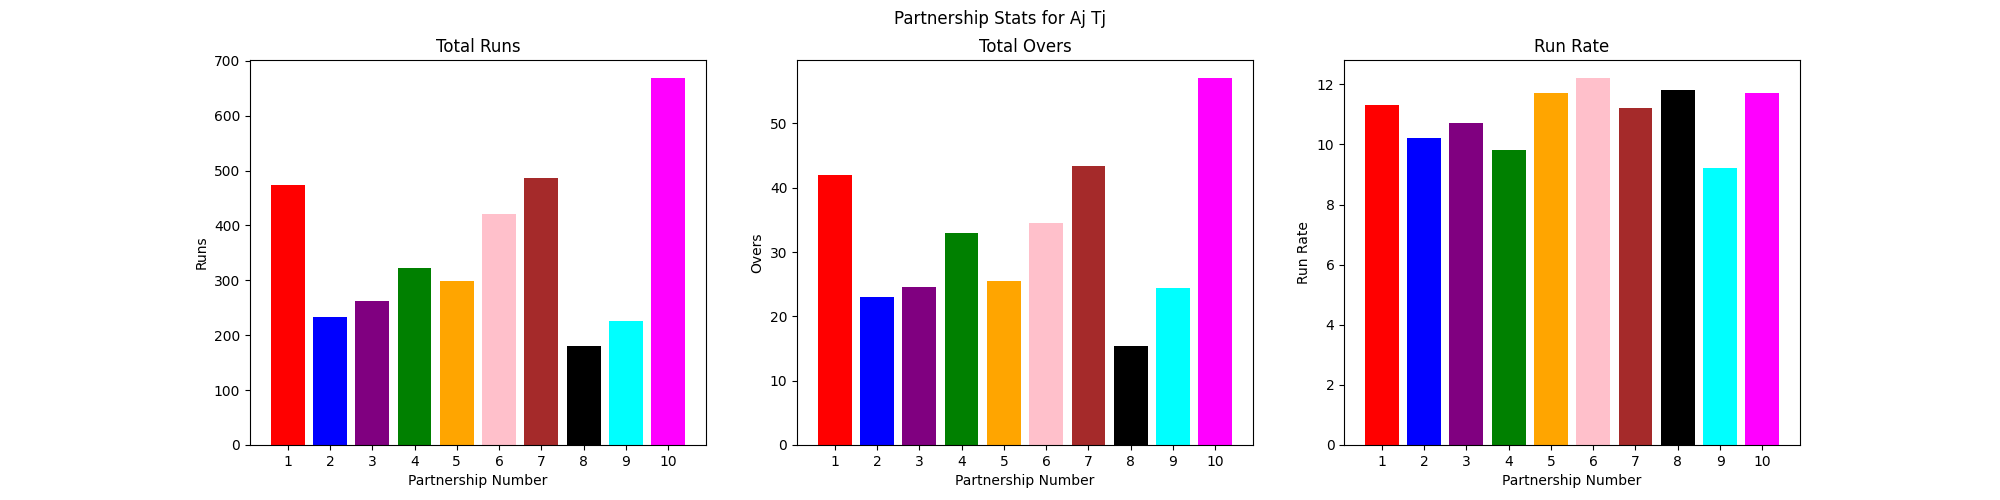 Partnership Stats for Aj Tj
Total Runs
700
600
500
400
300
200
100
0
Runs
1 2 3 4 5 6 7 8 9 10
Partnership Number
Total Overs
50
40
30
20
10
0
Overs
1 2 3 4 5 6 7 8 9 10
Partnership Number
Run Rate
12
10
8
6
4
2
0
Run Rate
1 2 3 4 5 6 7 8 9 10
Partnership Number